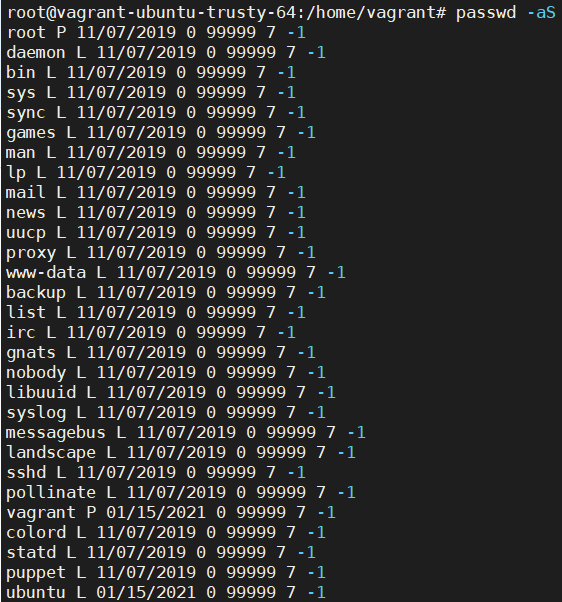 root@vagrant-ubuntu-trusty-64:/home/vagrant# passwd -aS
root P 11/07/2019 0 99999 7 -1
daemon L 11/07/2019 0 99999 7 -1
bin L 11/07/2019 0 99999 7 -1
sys L 11/07/2019 0 99999 7 -1
sync L 11/07/2019 0 99999 7 -1
games L 11/07/2019 0 99999 7 -1
man L 11/07/2019 0 99999 7 -1
lp L 11/07/2019 0 99999 7 -1
mail L 11/07/2019 0 99999 7 -1
news L 11/07/2019 0 99999 7 -1
uucp L 11/07/2019 0 99999 7 -1
proxy L 11/07/2019 0 99999 7 -1
www-data L 11/07/2019 0 99999 7 -1
backup L 11/07/2019 0 99999 7 -1
list L 11/07/2019 0 99999 7 -1
irc L 11/07/2019 0 99999 7 -1
gnats L 11/07/2019 0 99999 7 -1
nobody L 11/07/2019 0 99999 7 -1
libuuid L 11/07/2019 0 99999 7 -1
syslog L 11/07/2019 0 99999 7 -1
messagebus L 11/07/2019 0 99999 7 -1
landscape L 11/07/2019 0 99999 7 -1
sshd L 11/07/2019 0 99999 7 -1
pollinate L 11/07/2019 0 99999 7 -1
vagrant P 01/15/2021 0 99999 7 -1
colord L 11/07/2019 0 99999 7 -1
statd L 11/07/2019 0 99999 7 -1
puppet L 11/07/2019 0 99999 7 -1
ubuntu L 01/15/2021 0 99999 7 -1